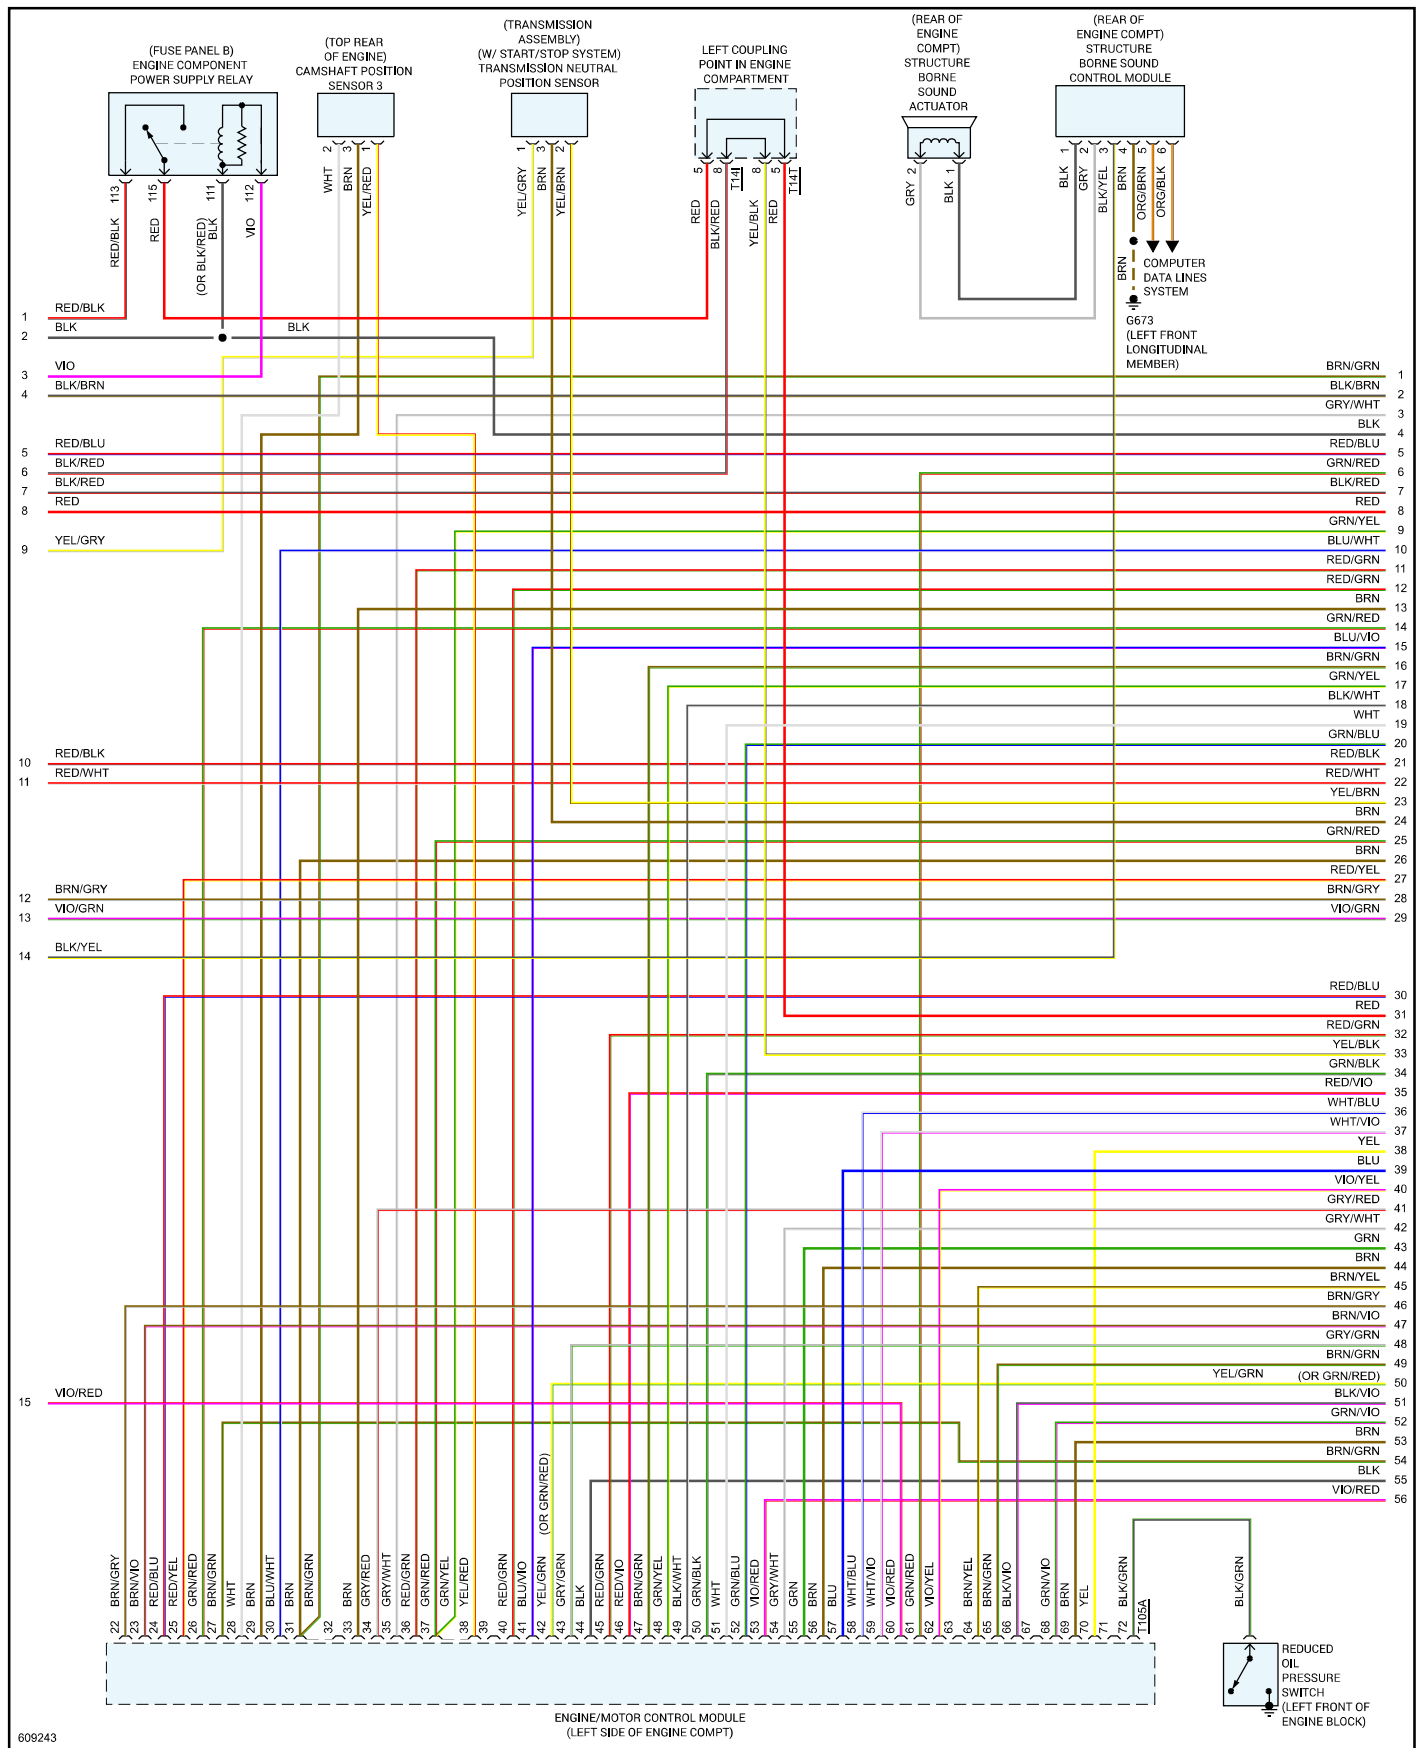 (FUSE PANEL B)
ENGINE COMPONENT
POWER SUPPLY RELAY
(TOP REAR
OF ENGINE)
CAMSHAFT POSITION
SENSOR 3
(TRANSMISSION
ASSEMBLY)
(W/ START/STOP SYSTEM)
TRANSMISSION NEUTRAL
POSITION SENSOR
LEFT COUPLING
POINT IN ENGINE
COMPARTMENT
(REAR OF
ENGINE
COMPT)
STRUCTURE
BORNE
SOUND
ACTUATOR
(REAR OF
ENGINE COMPT)
STRUCTURE
BORNE SOUND
CONTROL MODULE
113
115
111
112
RED/BLK
RED
(OR BLK/RED)
BLK
VIO
2
3
1
WHT
BRN
YEL/RED
1
3
2
YEL/GRY
BRN
YEL/BRN
5
8
T14I
8
5
T14T
RED
BLK/RED
YEL/BLK
RED
GRY 2
BLK 1
BLK 1
GRY 2
BLK/YEL 3
BRN 4
ORG/BRN 5
ORG/BLK 6
BRN
COMPUTER
DATA LINES
SYSTEM
G673
(LEFT FRONT
LONGITUDINAL
MEMBER)
1 RED/BLK
2 BLK
BLK
3 VIO
4 BLK/BRN
5 RED/BLU
6 BLK/RED
7 BLK/RED
8 RED
9 YEL/GRY
10 RED/BLK
11 RED/WHT
12 BRN/GRY
13 VIO/GRN
14 BLK/YEL
15 VIO/RED
BRN/GRN 1
BLK/BRN 2
GRY/WHT 3
BLK 4
RED/BLU 5
GRN/RED 6
BLK/RED 7
RED 8
GRN/YEL 9
BLU/WHT 10
RED/GRN 11
RED/GRN 12
BRN 13
GRN/RED 14
BLU/VIO 15
BRN/GRN 16
GRN/YEL 17
BLK/WHT 18
WHT 19
GRN/BLU 20
RED/BLK 21
RED/WHT 22
YEL/BRN 23
BRN 24
GRN/RED 25
BRN 26
RED/YEL 27
BRN/GRY 28
VIO/GRN 29
RED/BLU 30
RED 31
RED/GRN 32
YEL/BLK 33
GRN/BLK 34
RED/VIO 35
WHT/BLU 36
WHT/VIO 37
YEL 38
BLU 39
VIO/YEL 40
GRY/RED 41
GRY/WHT 42
GRN 43
BRN 44
BRN/YEL 45
BRN/GRY 46
BRN/VIO 47
GRY/GRN 48
BRN/GRN 49
YEL/GRN (OR GRN/RED) 50
BLK/VIO 51
GRN/VIO 52
BRN 53
BRN/GRN 54
BLK 55
VIO/RED 56
22 BRN/GRY
23 BRN/VIO
24 RED/BLU
25 RED/YEL
26 GRN/RED
27 BRN/GRN
28 WHT
29 BRN
30 BLU/WHT
31 BRN
BRN/GRN
32
33 BRN
34 GRY/RED
35 GRY/WHT
36 RED/GRN
37 GRN/RED
GRN/YEL
38 YEL/RED
39
40 RED/GRN
41 BLU/VIO
42 YEL/GRN (OR GRN/RED)
43 GRY/GRN
44 BLK
45 RED/GRN
46 RED/VIO
47 BRN/GRN
48 GRN/YEL
49 BLK/WHT
50 GRN/BLK
51 WHT
52 GRN/BLU
53 VIO/RED
54 GRY/WHT
55 GRN
56 BRN
57 BLU
58 WHT/BLU
59 WHT/VIO
60 VIO/RED
61 GRN/RED
62 VIO/YEL
63
64 BRN/YEL
65 BRN/GRN
66 BLK/VIO
67
68 GRN/VIO
69 BRN
70 YEL
71
72 BLK/GRN
T105A
BLK/GRN
REDUCED
OIL
PRESSURE
SWITCH
(LEFT FRONT OF
ENGINE BLOCK)
ENGINE/MOTOR CONTROL MODULE
(LEFT SIDE OF ENGINE COMPT)
609243